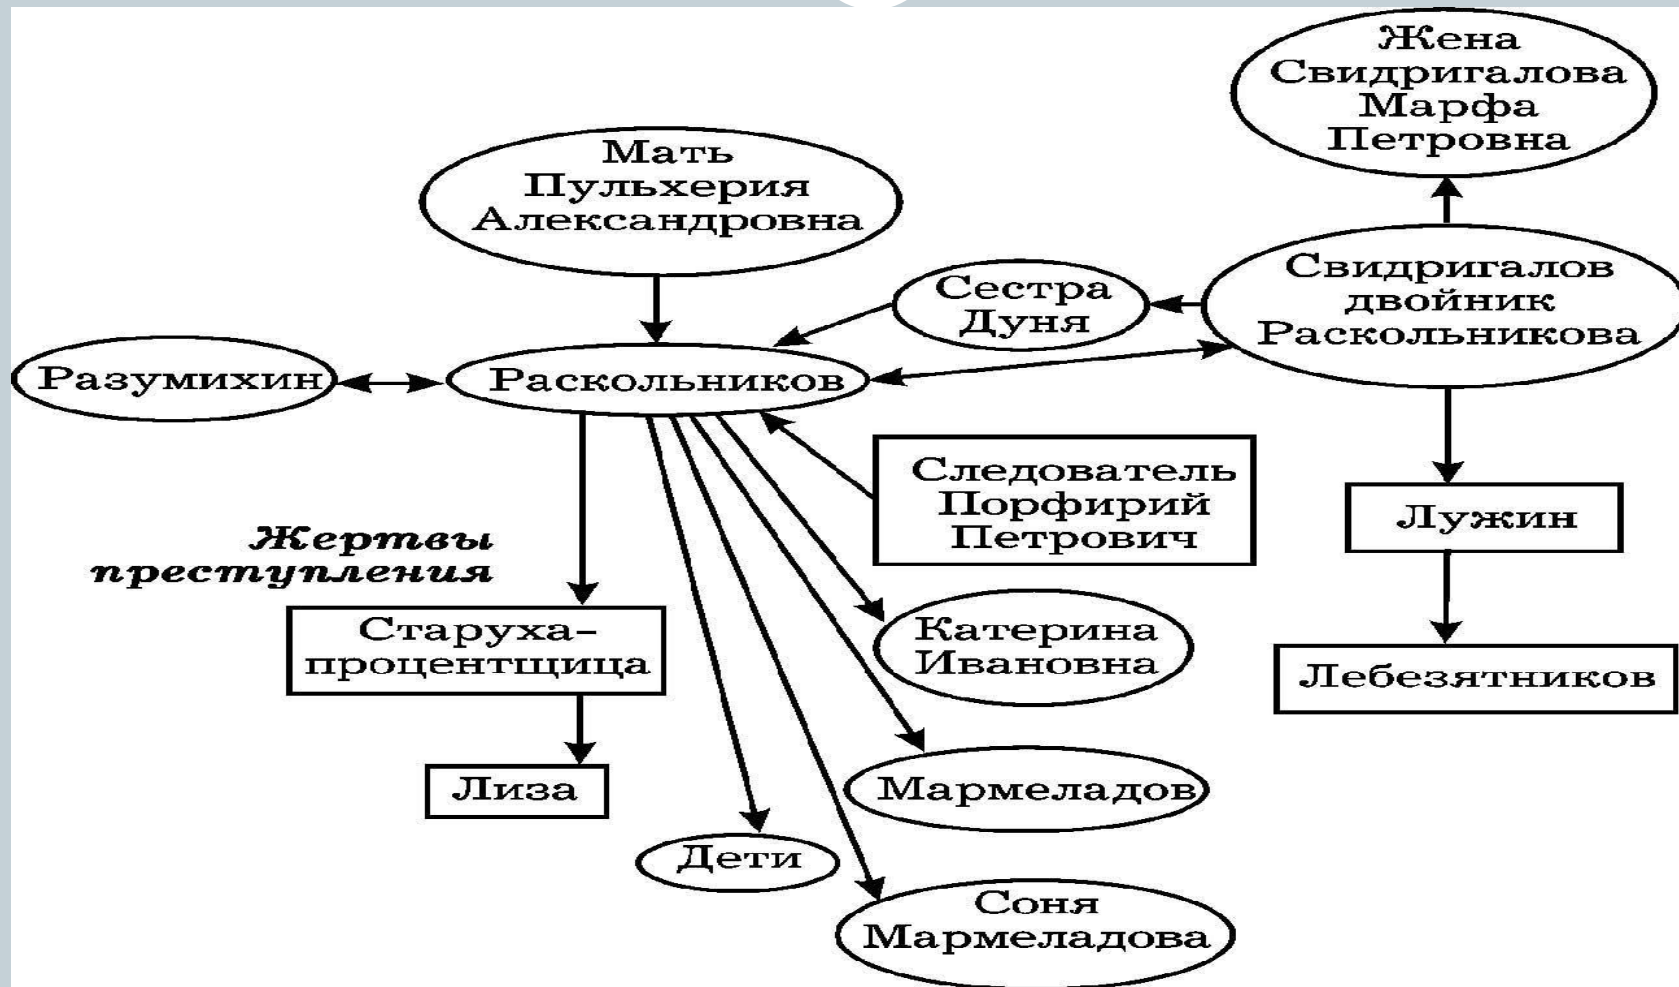 Жена
Свидригалова
Марфа
Петровна
Мать
Пульхерия
Александровна
Сестра
Дуня
Свидригалов
двойник
Раскольникова
Разумихин
Раскольников
Следователь
Порфирий
Петрович
Лужин
Жертвы
преступления
Старуха-
процентщица
Катерина
Ивановна
Лебезятников
Лиза
Мармеладов
Дети
Соня
Мармеладова